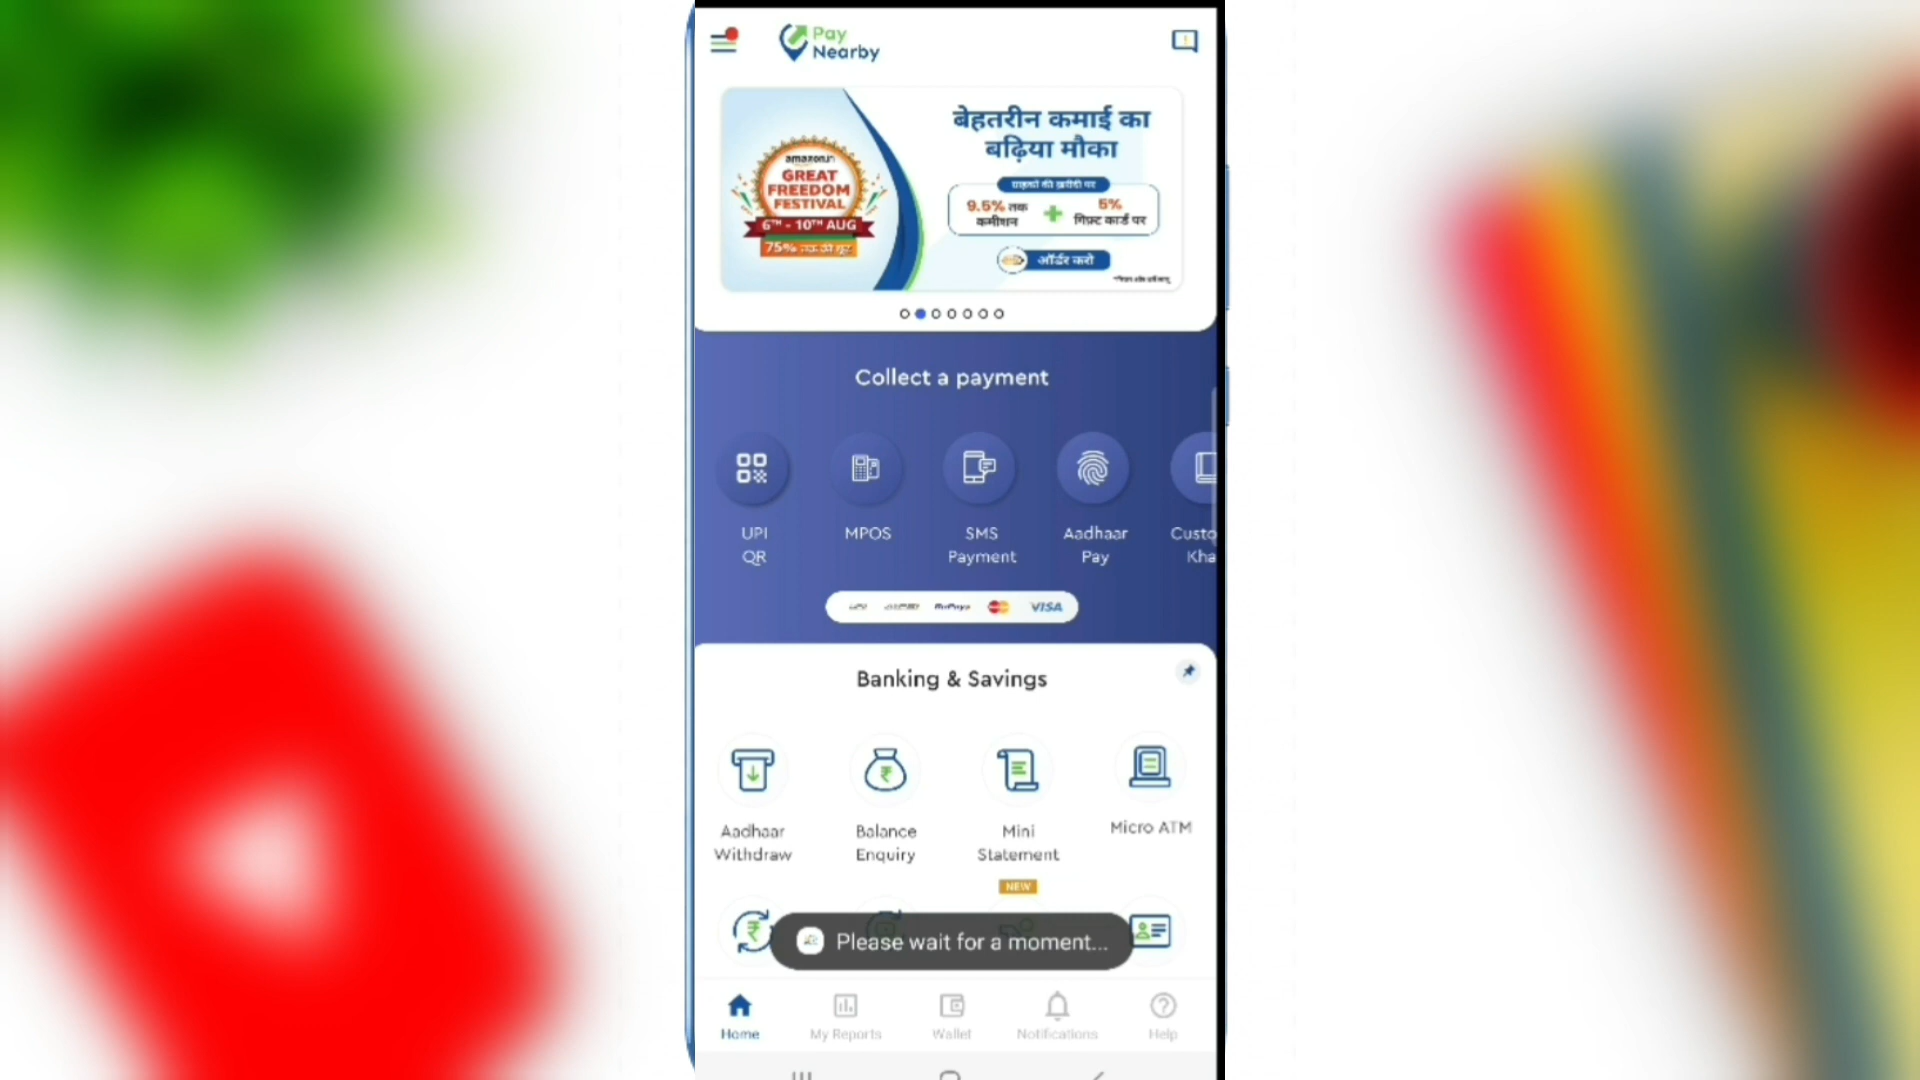 Pay
Nearby
बेहतरीन कमाई का
बढ़िया मौका
amazon.in
GREAT
FREEDOM
FESTIVAL
6TH - 10TH AUG
75% तक की छूट
ग्राहकों की ख़रीदी पर
9.5% तक
कमीशन
5%
गिफ़्ट कार्ड पर
ऑर्डर करो
Collect a payment
UPI
QR
MPOS
SMS
Payment
Aadhaar
Pay
Custo
Kha
UPI
RuPay
VISA
Banking & Savings
Aadhaar
Withdraw
Balance
Enquiry
Mini
Statement
Micro ATM
NEW
Please wait for a moment...
Home
My Reports
Wallet
Notifications
Help